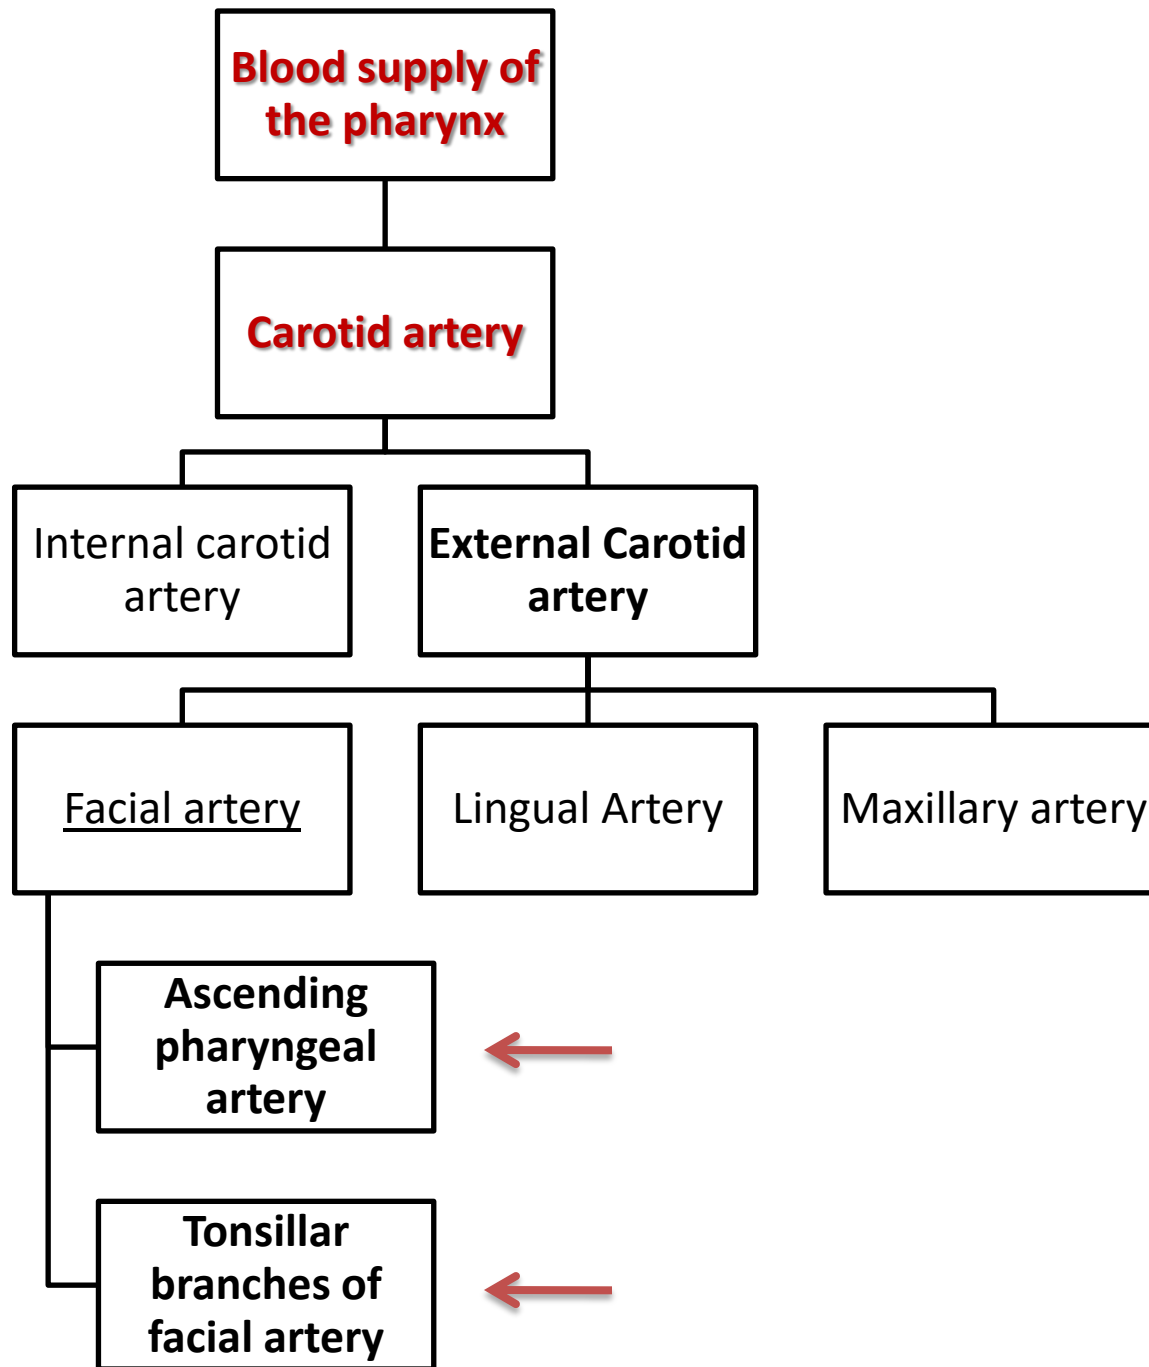 Blood supply of
the pharynx
Carotid artery
Internal carotid
artery
External Carotid
artery
Facial artery
Lingual Artery
Maxillary artery
Ascending
pharyngeal
artery
Tonsillar
branches of
facial artery